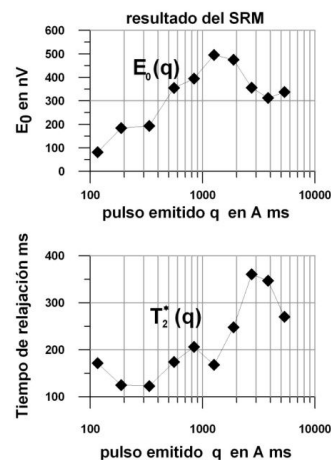 resultado del SRM
E₀ en nV
600
500
400
300
200
100
0
E₀(q)
100
1000
10000
pulso emitido q en A ms
Tiempo de relajación ms
400
300
200
100
T₂*(q)
100
1000
10000
pulso emitido q en A ms